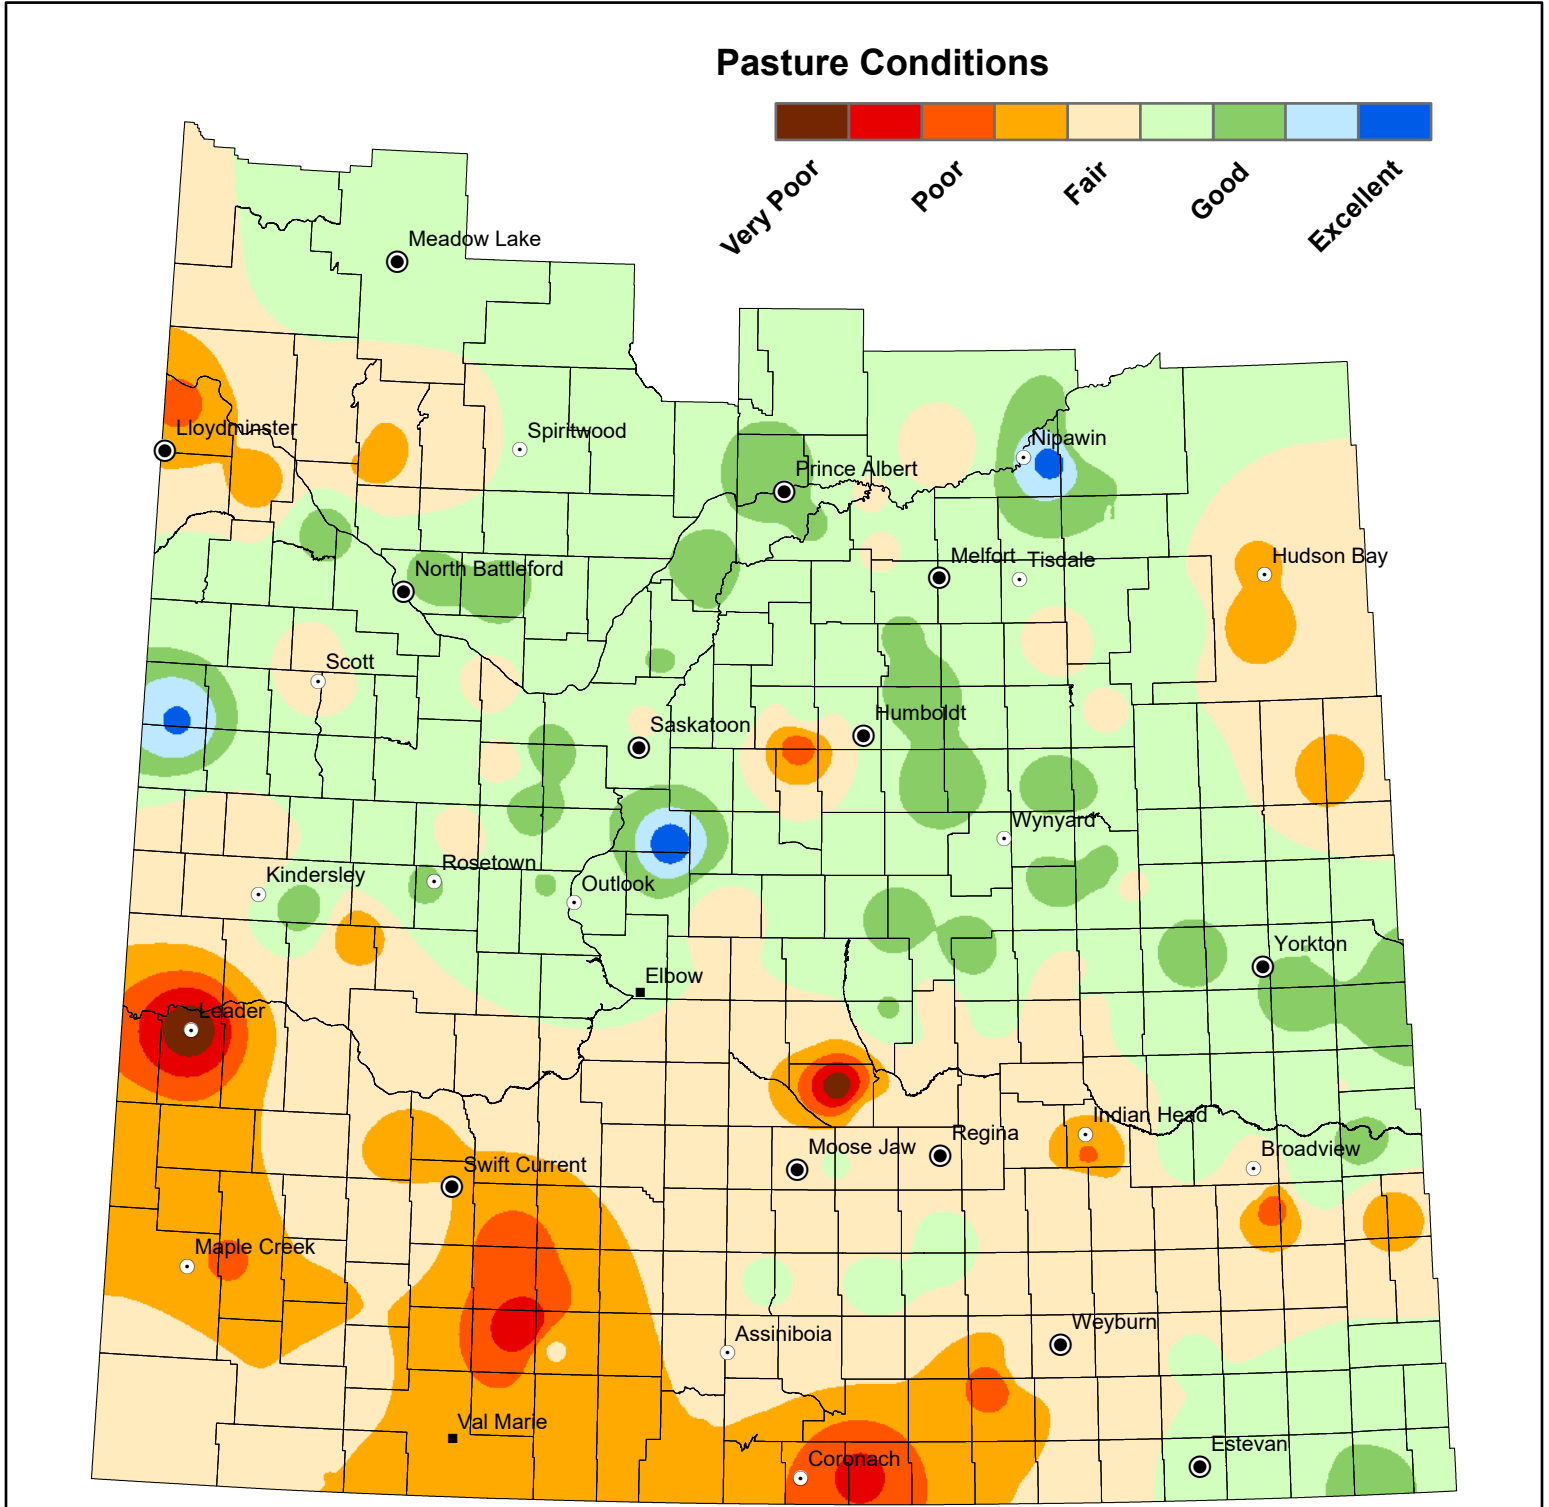 Pasture Conditions
Very Poor
Poor
Fair
Good
Excellent
Meadow Lake
Lloydminster
Spiritwood
Nipawin
Prince Albert
North Battleford
Melfort
Tisdale
Hudson Bay
Scott
Saskatoon
Humboldt
Wynyard
Kindersley
Rosetown
Outlook
Yorkton
Elbow
Leader
Indian Head
Moose Jaw
Regina
Broadview
Swift Current
Maple Creek
Assiniboia
Weyburn
Val Marie
Coronach
Estevan